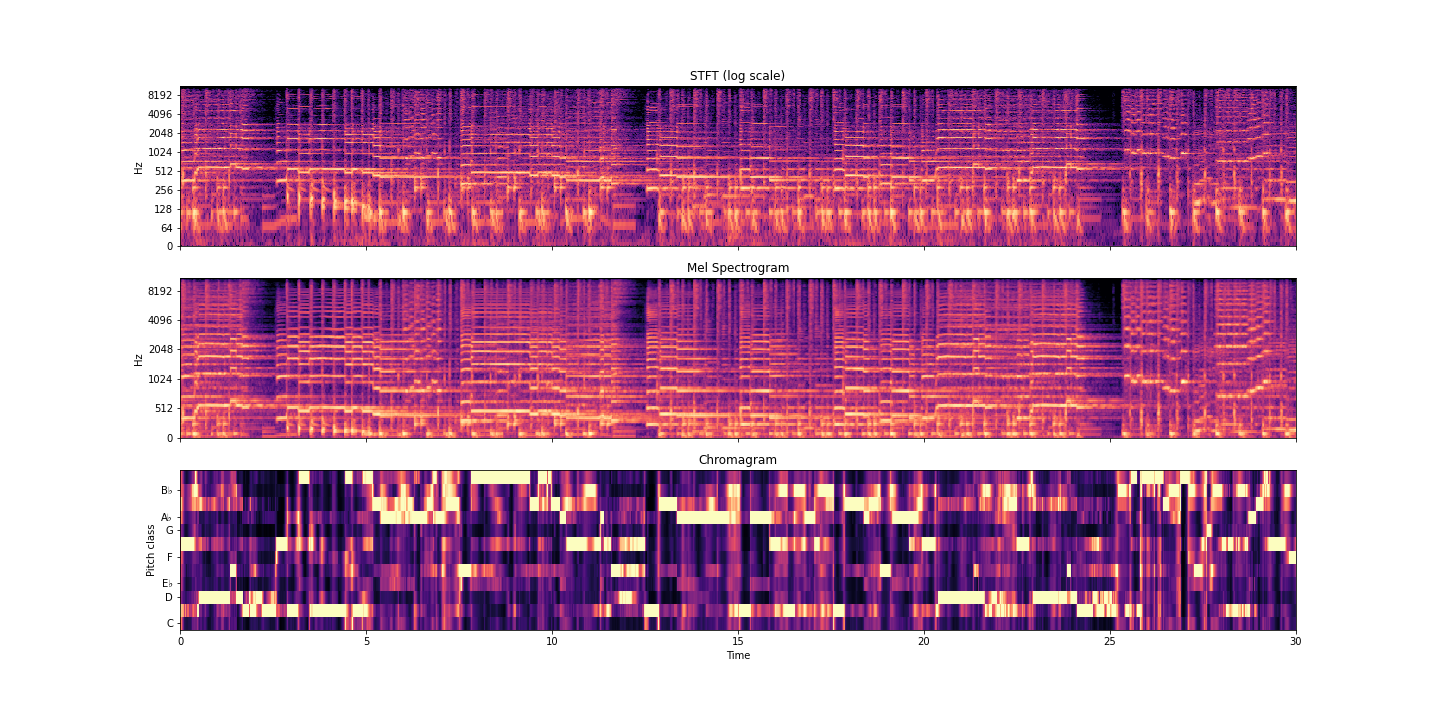 STFT (log scale)
8192
4096
2048
1024
512
256
128
64
0
Hz
Mel Spectrogram
8192
4096
2048
1024
512
0
Hz
Chromagram
B♭
A♭
G
F
E♭
D
C
Pitch class
0 5 10 15 20 25 30
Time